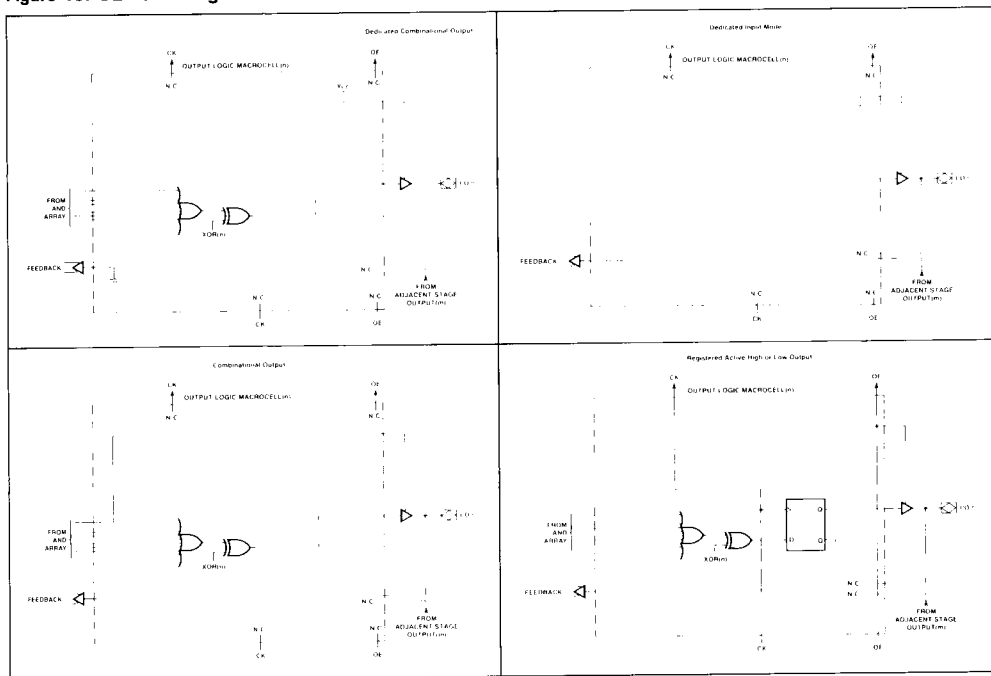 Dedicated Combinational Output
CK
OUTPUT LOGIC MACROCELL(n)
OE
N C
N C
VCC
FROM
AND
ARRAY
XOR(n)
FEEDBACK
N C
FROM
ADJACENT STAGE
OUTPUT(m)
N C
CK
N C
OE
Dedicated Input Mode
CK
OUTPUT LOGIC MACROCELL(n)
OE
N C
N C
FEEDBACK
N C
FROM
ADJACENT STAGE
OUTPUT(m)
N C
CK
N C
OE
Combinational Output
CK
OUTPUT LOGIC MACROCELL(n)
OE
N C
N C
FROM
AND
ARRAY
XOR(n)
FEEDBACK
N C
FROM
ADJACENT STAGE
OUTPUT(m)
N C
CK
N C
OE
Registered Active High or Low Output
CK
OUTPUT LOGIC MACROCELL(n)
OE
FROM
AND
ARRAY
XOR(n)
D
Q
Q
FEEDBACK
N C
N C
FROM
ADJACENT STAGE
OUTPUT(m)
CK
OE